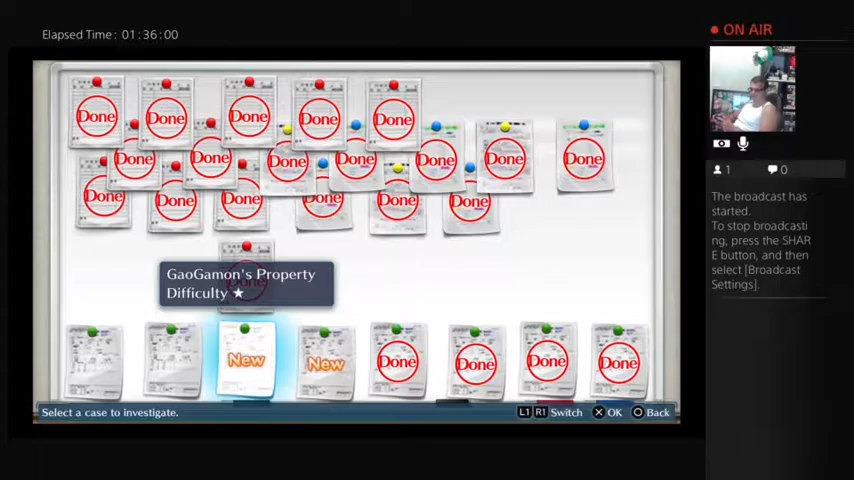 Elapsed Time : 01:36:00
ON AIR
Done Done Done Done Done
Done Done Done Done Done Done Done
Done Done Done Done Done Done
Done
GaoGamon's Property
Difficulty ★
New New Done Done Done Done
Select a case to investigate.
L1 R1 Switch OK Back
1 0
The broadcast has
started.
To stop broadcasti
ng, press the SHAR
E button, and then
select [Broadcast
Settings].